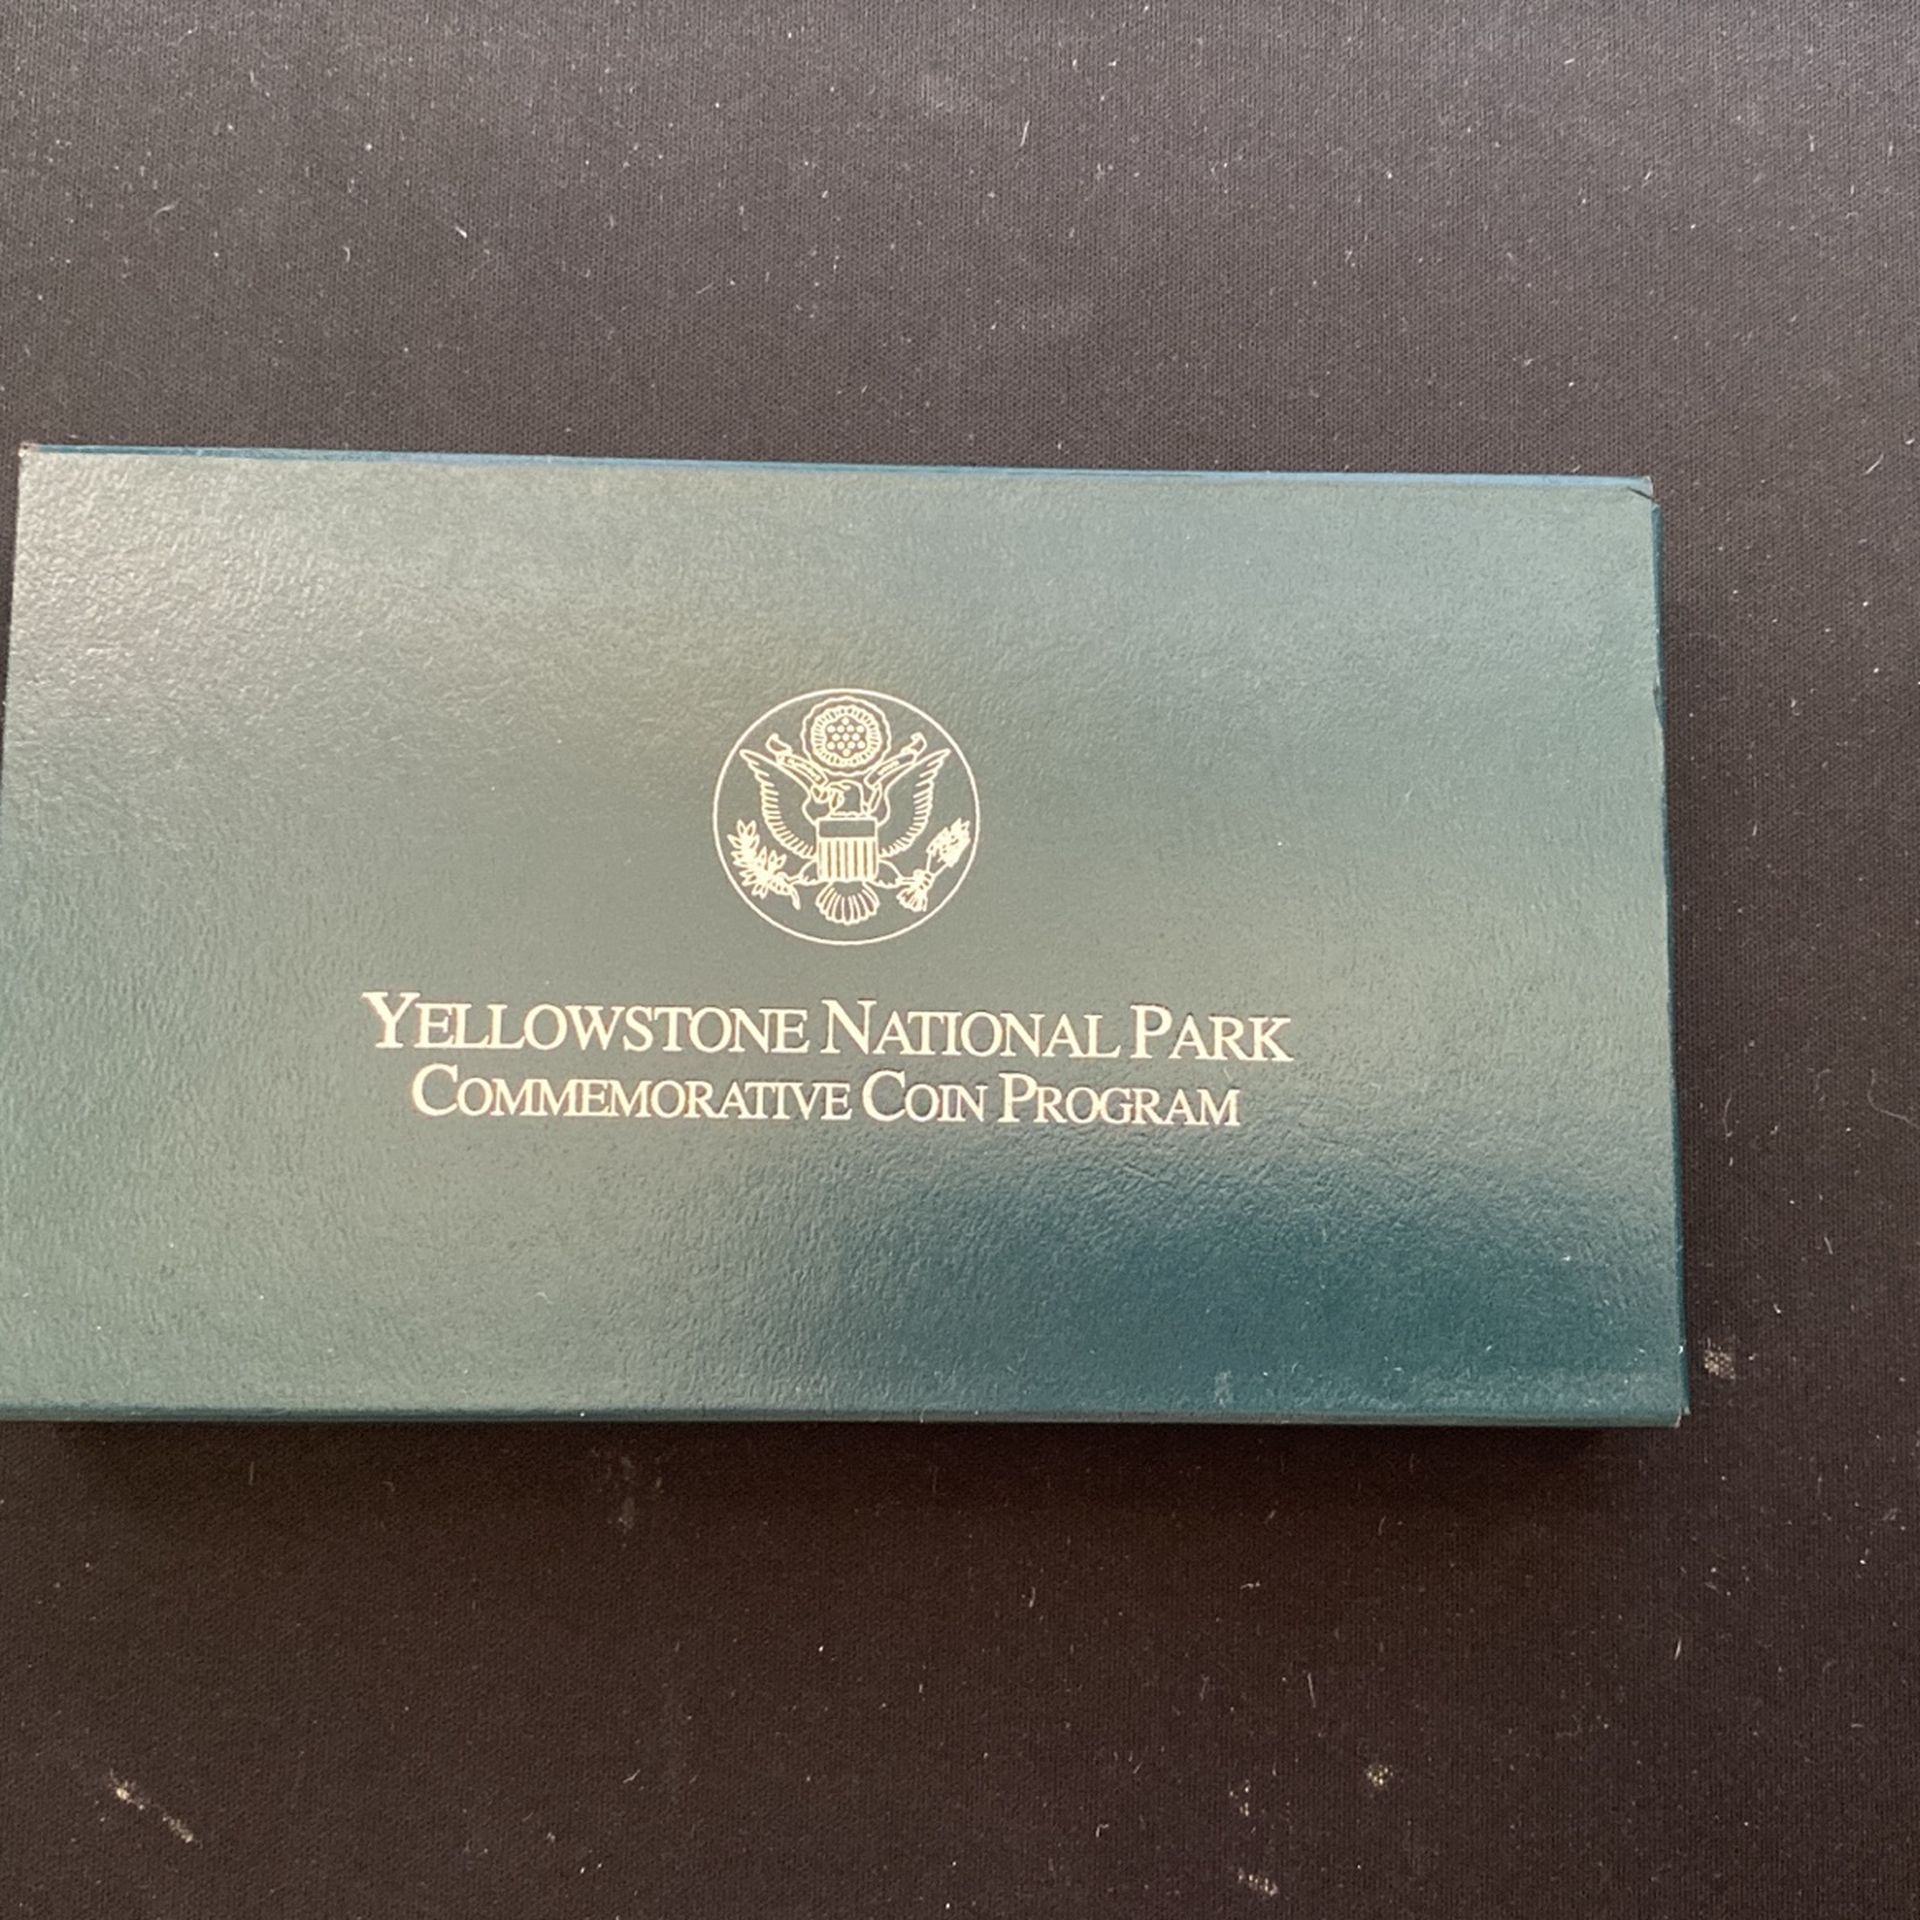 YELLOWSTONE NATIONAL PARK
COMMEMORATIVE COIN PROGRAM